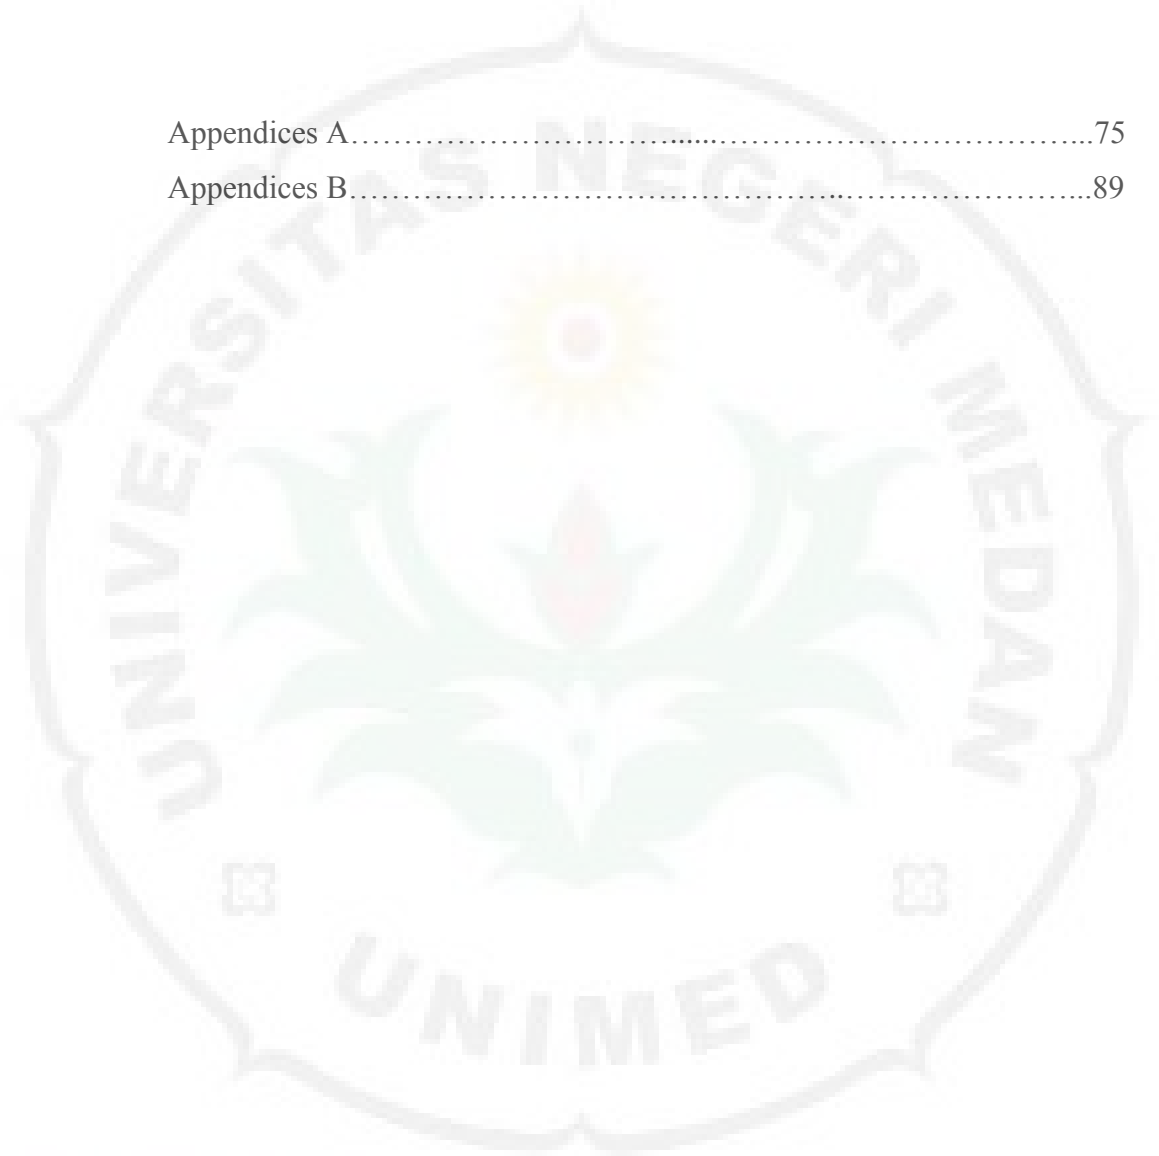 Appendices A……………………………......……………………………...75
Appendices B………………………………………..…………………...89
UNIVERSITAS NEGERI MEDAN
UNIMED